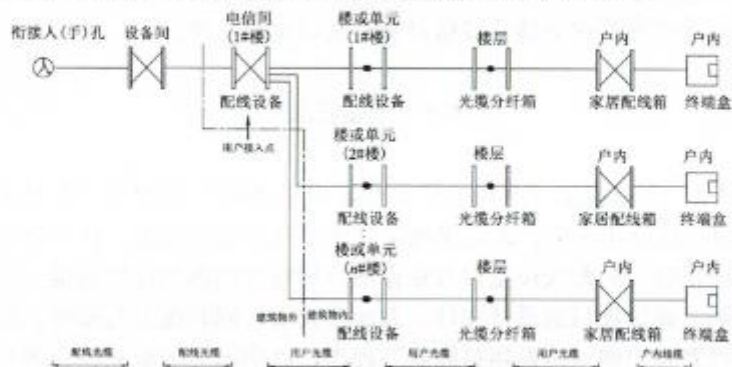 衔接人(手)孔
设备间
电信间
(1#楼)
配线设备
用户接入点
楼或单元
(1#楼)
配线设备
楼层
光缆分纤箱
户内
家居配线箱
户内
终端盒
楼或单元
(2#楼)
配线设备
楼层
光缆分纤箱
户内
家居配线箱
户内
终端盒
楼或单元
(n#楼)
配线设备
楼层
光缆分纤箱
户内
家居配线箱
户内
终端盒
建筑物外
建筑物内
配线光缆
配线光缆
用户光缆
用户光缆
用户光缆
户内线缆